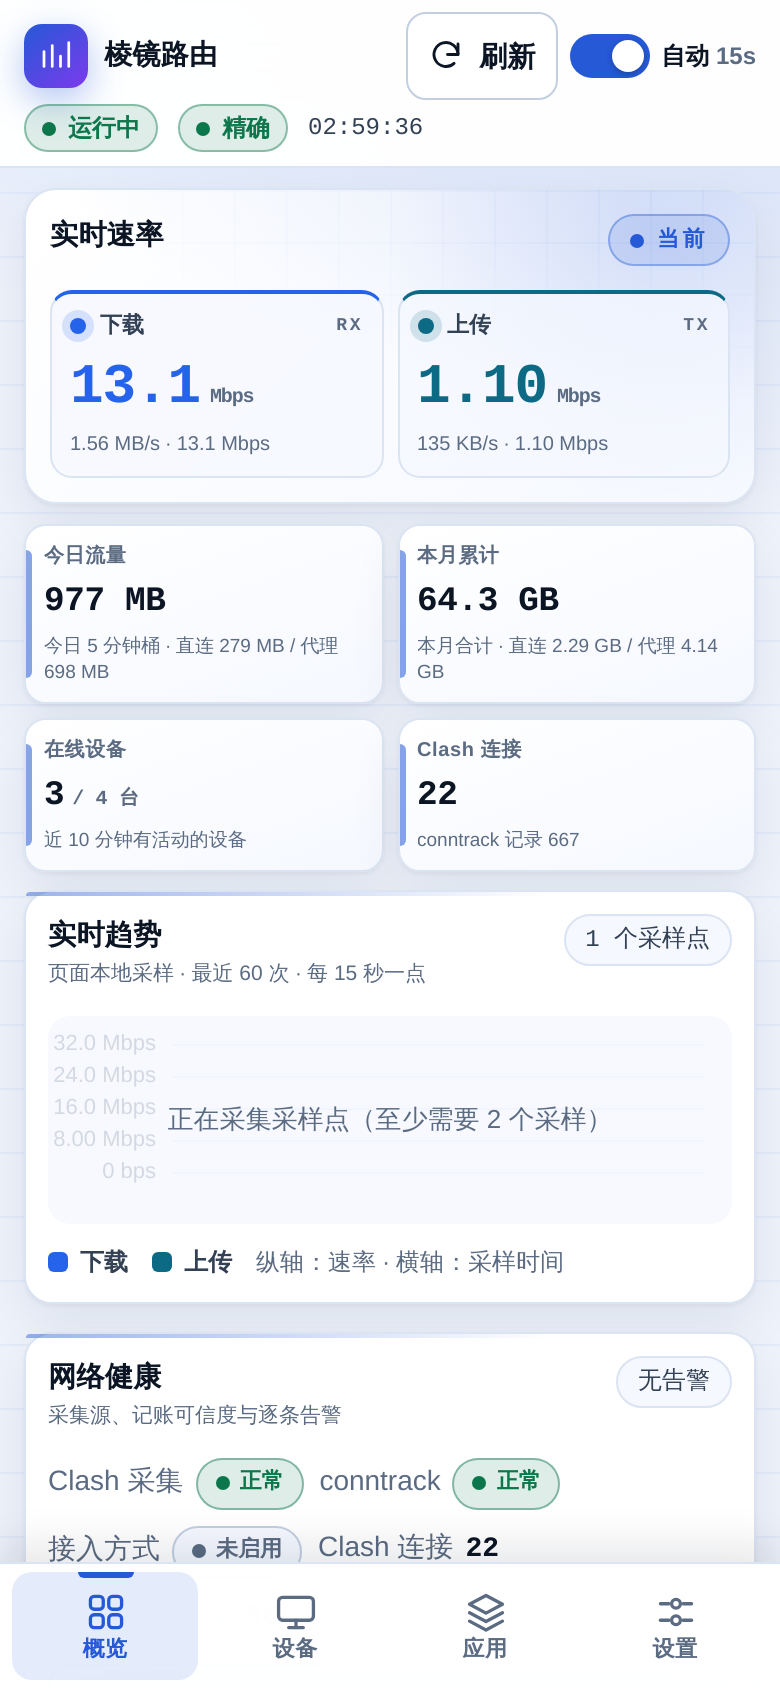 棱镜路由
刷新
自动 15s
运行中 精确 02:59:36
实时速率
当前
下载 RX
13.1 Mbps
1.56 MB/s · 13.1 Mbps
上传 TX
1.10 Mbps
135 KB/s · 1.10 Mbps
今日流量
977 MB
今日 5 分钟桶 · 直连 279 MB / 代理
698 MB
本月累计
64.3 GB
本月合计 · 直连 2.29 GB / 代理 4.14
GB
在线设备
3 / 4 台
近 10 分钟有活动的设备
Clash 连接
22
conntrack 记录 667
实时趋势
1 个采样点
页面本地采样 · 最近 60 次 · 每 15 秒一点
32.0 Mbps
24.0 Mbps
16.0 Mbps
8.00 Mbps
0 bps
正在采集采样点（至少需要 2 个采样）
下载 上传 纵轴：速率 · 横轴：采样时间
网络健康
无告警
采集源、记账可信度与逐条告警
Clash 采集 正常 conntrack 正常
接入方式 未启用 Clash 连接 22
概览 设备 应用 设置